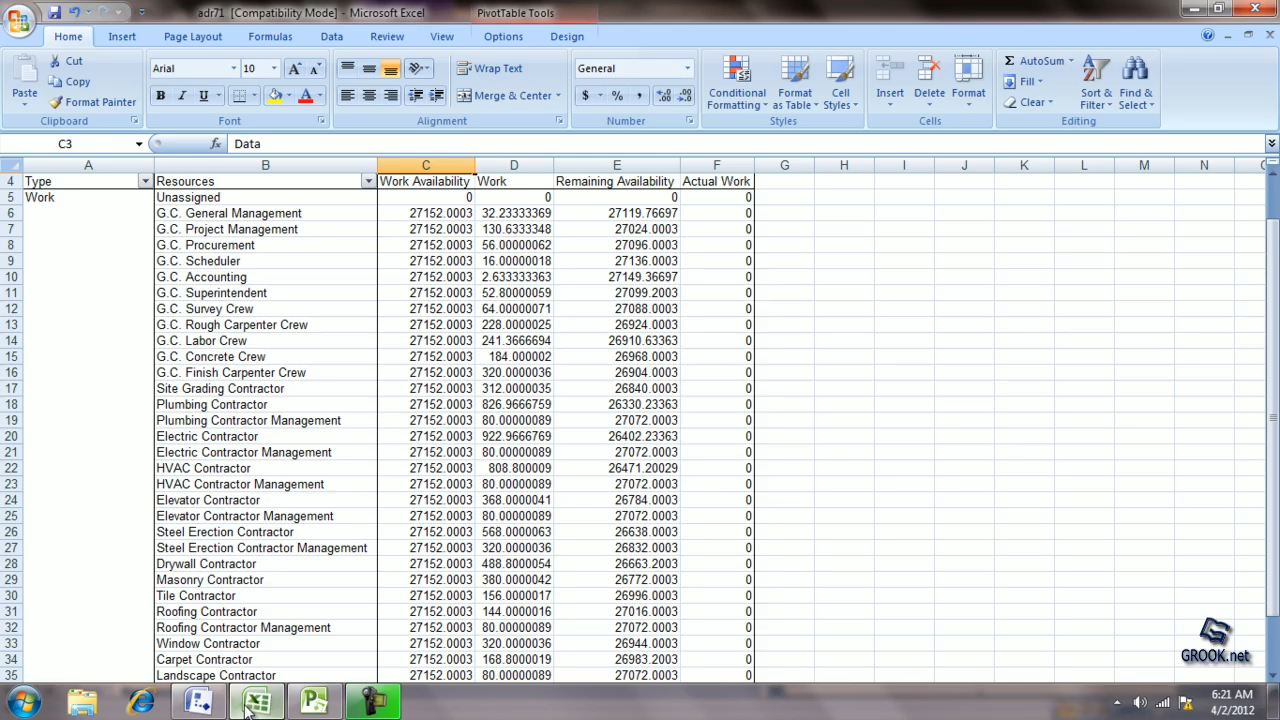 adr71 [Compatibility Mode] - Microsoft Excel PivotTable Tools
Home Insert Page Layout Formulas Data Review View Options Design
Paste Cut Copy Format Painter Clipboard
Arial 10 B I U A A A Font
Wrap Text Merge & Center Alignment
General $ % , Number
Conditional Formatting Format as Table Cell Styles Styles
Insert Delete Format Cells
AutoSum Fill Clear Sort & Filter Find & Select Editing
C3 fx Data
A B C D E F G H I J K L M N
4 Type Resources Work Availability Work Remaining Availability Actual Work
5 Work Unassigned 0 0 0 0
6 G.C. General Management 27152.0003 32.23333369 27119.76697 0
7 G.C. Project Management 27152.0003 130.6333348 27024.0003 0
8 G.C. Procurement 27152.0003 56.00000062 27096.0003 0
9 G.C. Scheduler 27152.0003 16.00000018 27136.0003 0
10 G.C. Accounting 27152.0003 2.633333363 27149.36697 0
11 G.C. Superintendent 27152.0003 52.80000059 27099.2003 0
12 G.C. Survey Crew 27152.0003 64.00000071 27088.0003 0
13 G.C. Rough Carpenter Crew 27152.0003 228.0000025 26924.0003 0
14 G.C. Labor Crew 27152.0003 241.3666694 26910.63363 0
15 G.C. Concrete Crew 27152.0003 184.000002 26968.0003 0
16 G.C. Finish Carpenter Crew 27152.0003 320.0000036 26904.0003 0
17 Site Grading Contractor 27152.0003 312.0000035 26840.0003 0
18 Plumbing Contractor 27152.0003 826.9666759 26330.23363 0
19 Plumbing Contractor Management 27152.0003 80.00000089 27072.0003 0
20 Electric Contractor 27152.0003 922.9666769 26402.23363 0
21 Electric Contractor Management 27152.0003 80.00000089 27072.0003 0
22 HVAC Contractor 27152.0003 808.800009 26471.20029 0
23 HVAC Contractor Management 27152.0003 80.00000089 27072.0003 0
24 Elevator Contractor 27152.0003 368.0000041 26784.0003 0
25 Elevator Contractor Management 27152.0003 80.00000089 27072.0003 0
26 Steel Erection Contractor 27152.0003 568.0000063 26638.0003 0
27 Steel Erection Contractor Management 27152.0003 320.0000036 26832.0003 0
28 Drywall Contractor 27152.0003 488.8000054 26663.2003 0
29 Masonry Contractor 27152.0003 380.0000042 26772.0003 0
30 Tile Contractor 27152.0003 156.0000017 26996.0003 0
31 Roofing Contractor 27152.0003 144.0000016 27016.0003 0
32 Roofing Contractor Management 27152.0003 80.00000089 27072.0003 0
33 Window Contractor 27152.0003 320.0000036 26944.0003 0
34 Carpet Contractor 27152.0003 168.8000019 26983.2003 0
35 Landscape Contractor 27152.0003 80.00000089 27072.0003 0
GROOK.net
6:21 AM
4/2/2012